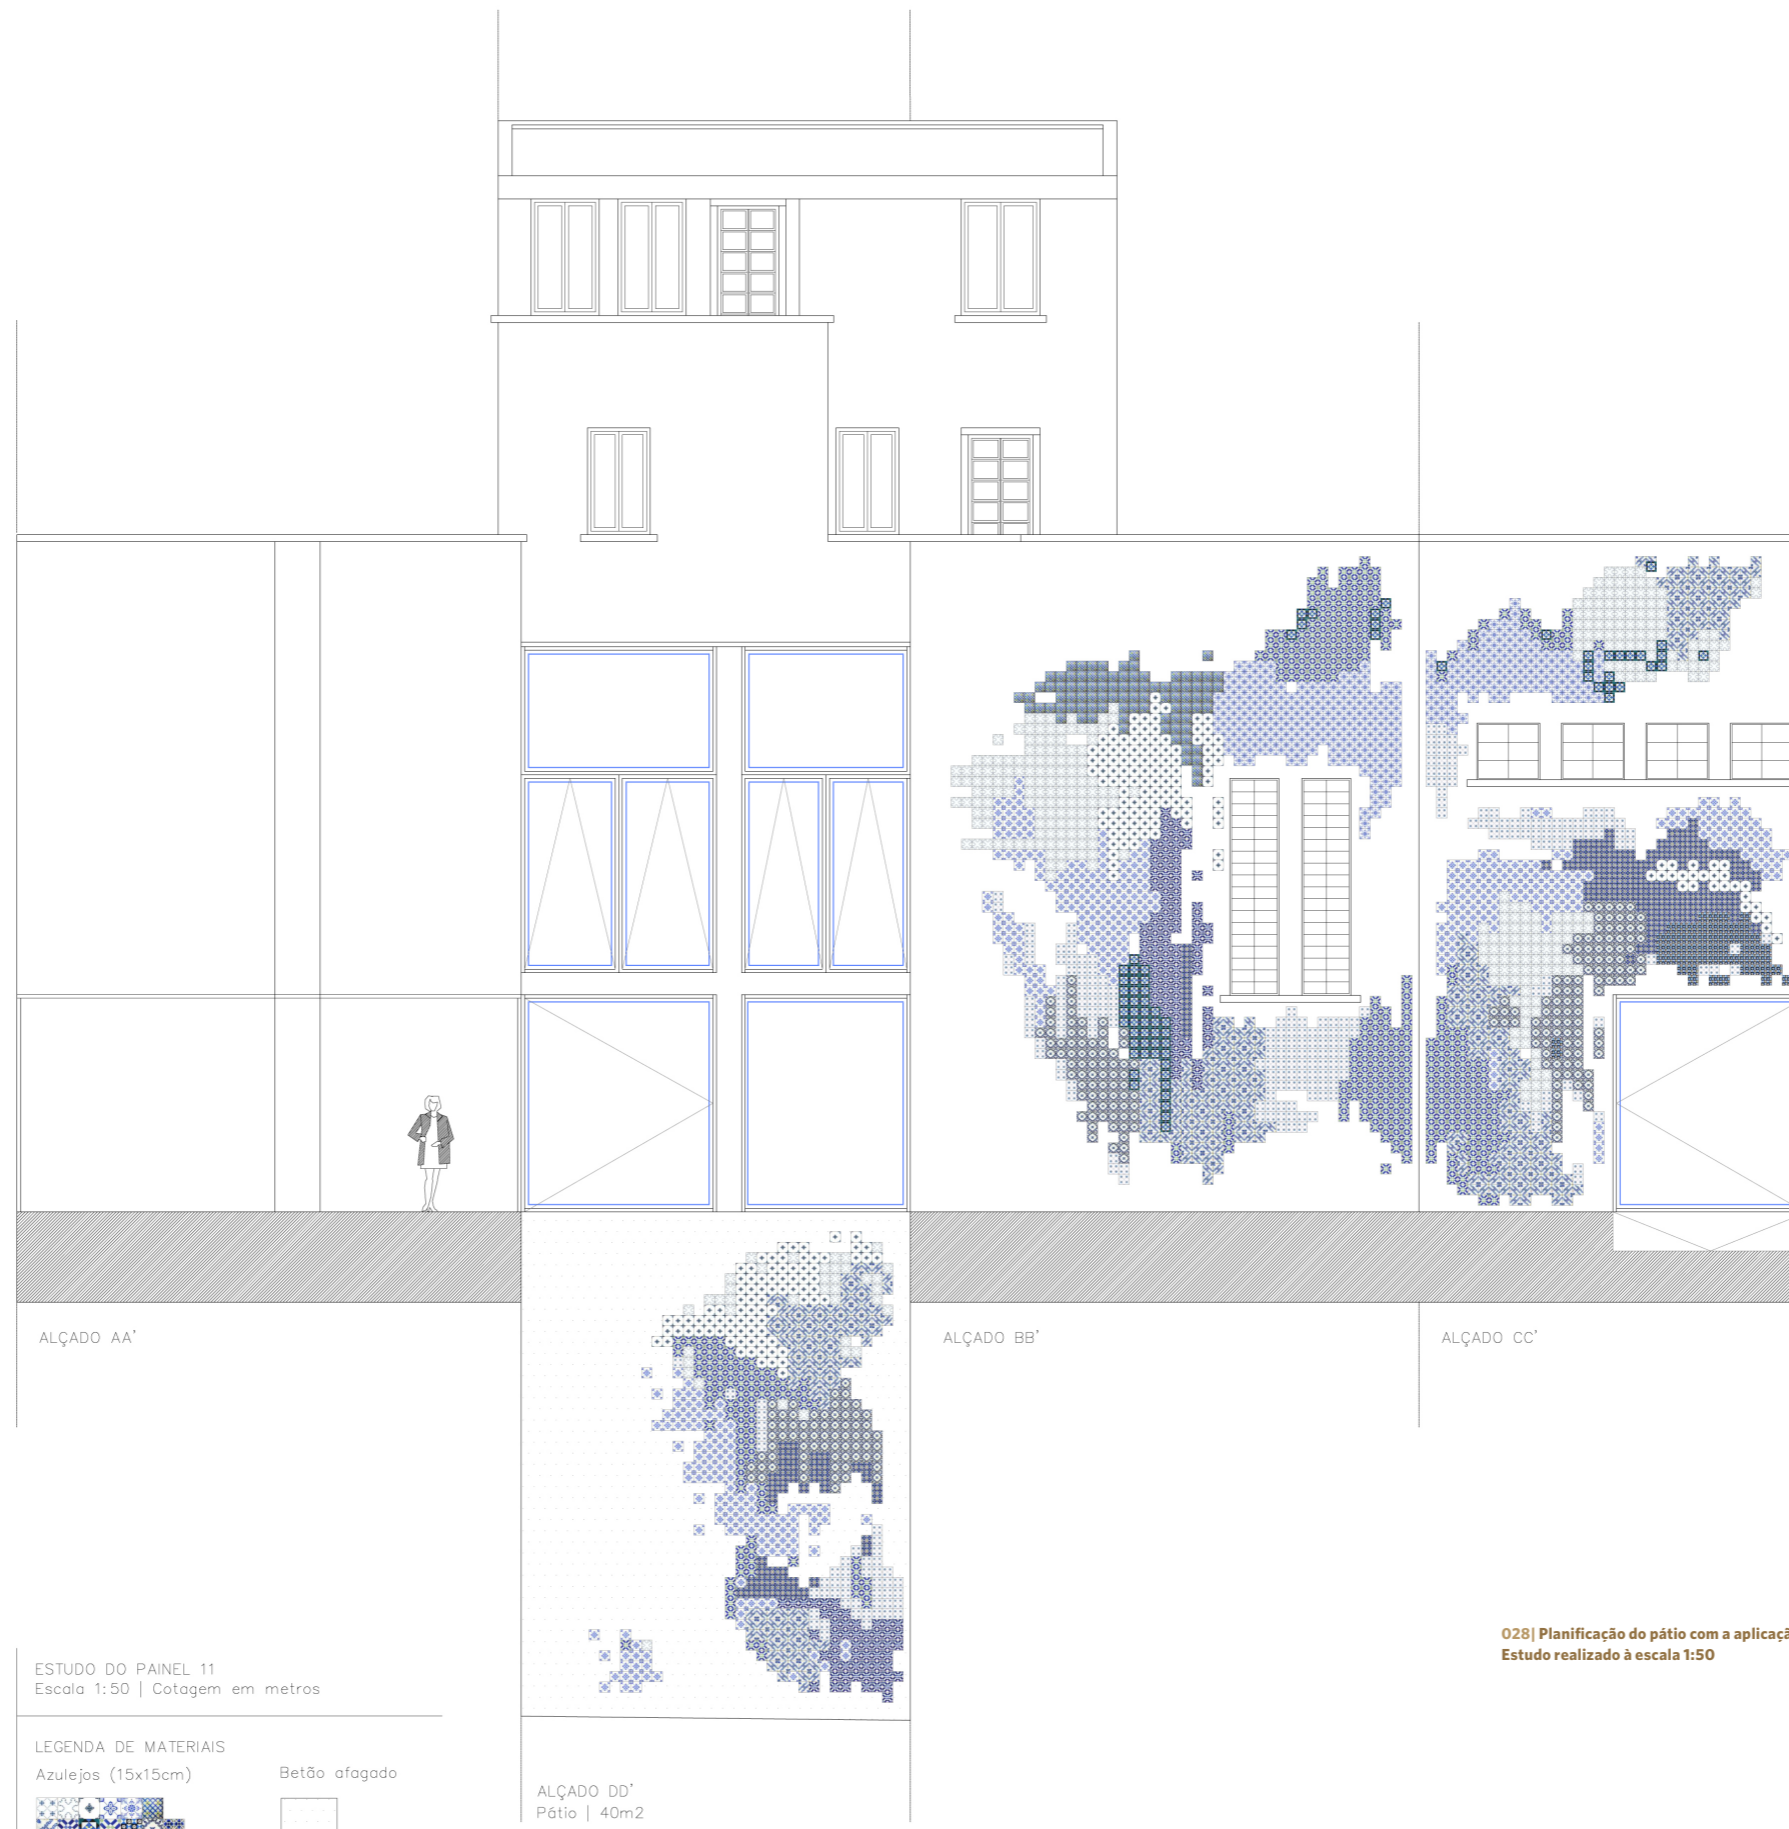 ALÇADO AA'
ALÇADO BB'
ALÇADO CC'
028| Planificação do pátio com a aplicaçã
Estudo realizado à escala 1:50
ESTUDO DO PAINEL 11
Escala 1:50 | Cotagem em metros
LEGENDA DE MATERIAIS
Azulejos (15x15cm)
Betão afagado
ALÇADO DD'
Pátio | 40m2